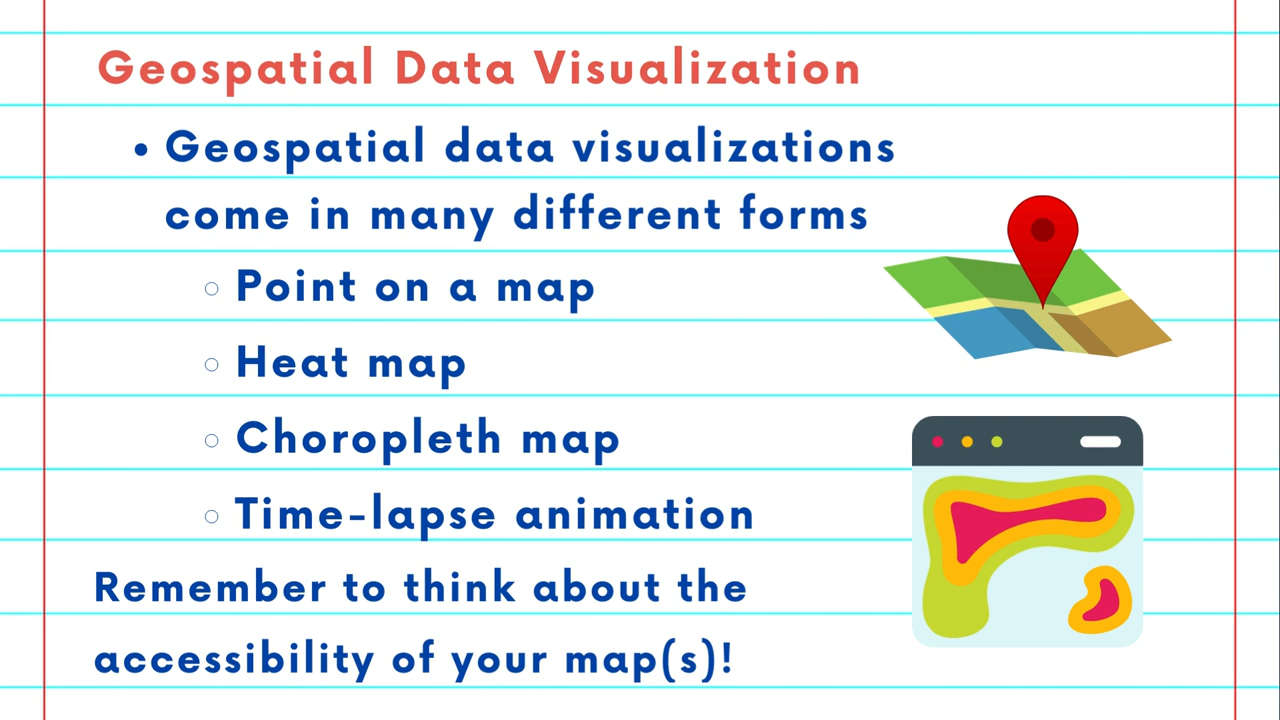 Geospatial Data Visualization
• Geospatial data visualizations
come in many different forms
○ Point on a map
○ Heat map
○ Choropleth map
○ Time-lapse animation
Remember to think about the
accessibility of your map(s)!